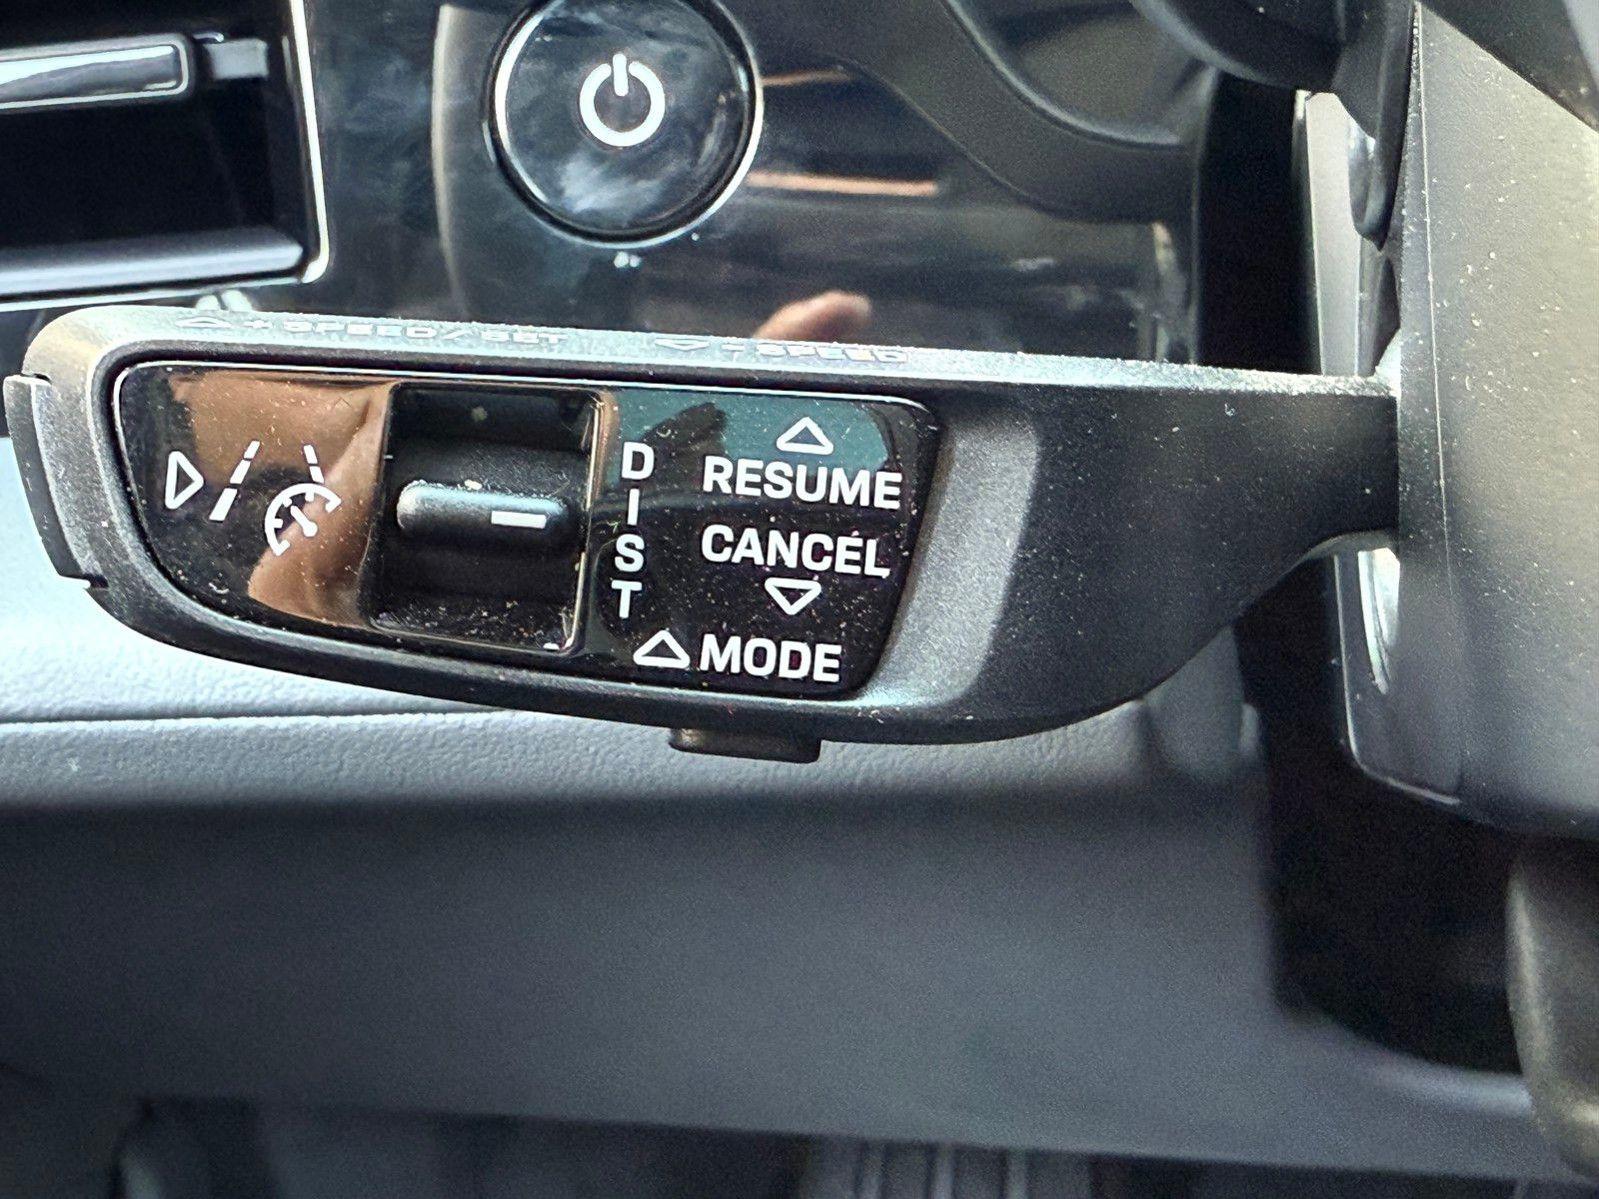 + SPEED/ SET
- SPEED
DIST
RESUME
CANCEL
MODE